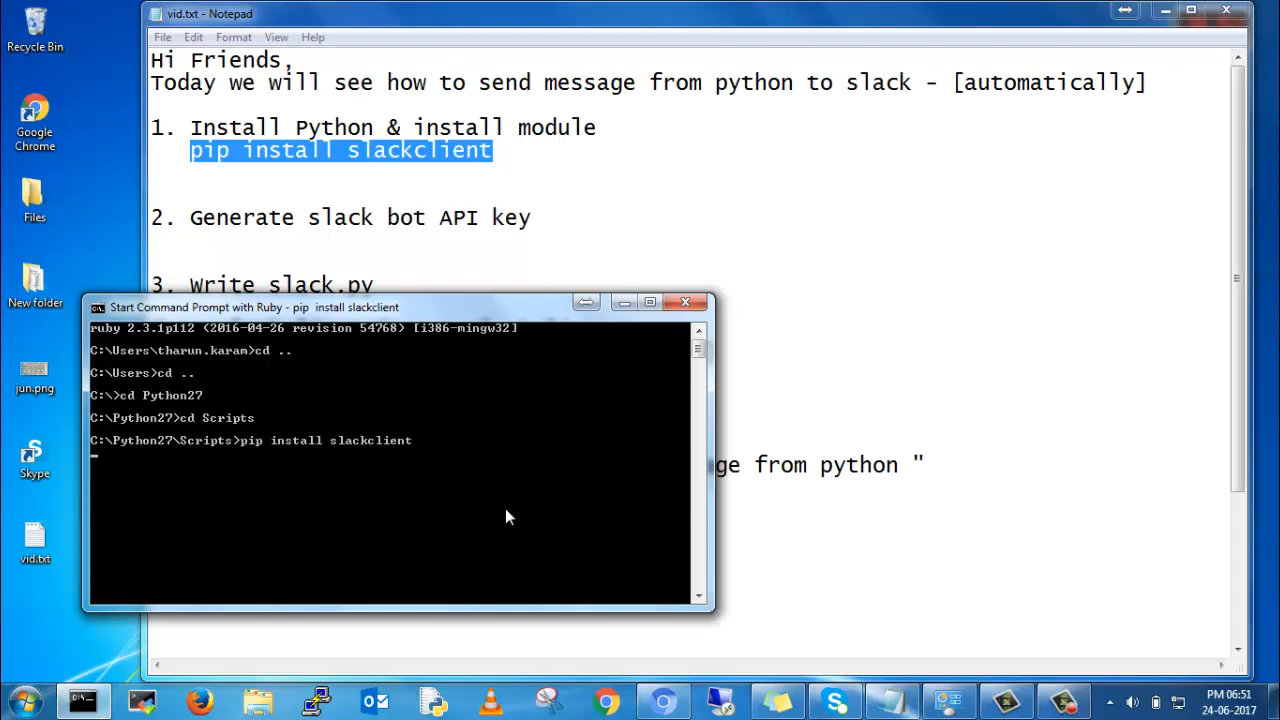 vid.txt - Notepad
File Edit Format View Help
Hi Friends,
Today we will see how to send message from python to slack - [automatically]
1. Install Python & install module
pip install slackclient
2. Generate slack bot API key
3. Write slack.py
ge from python "
Start Command Prompt with Ruby - pip install slackclient
ruby 2.3.1p112 (2016-04-26 revision 54768) [i386-mingw32]
C:\Users\tharun.karam>cd ..
C:\Users>cd ..
C:\>cd Python27
C:\Python27>cd Scripts
C:\Python27\Scripts>pip install slackclient
Recycle Bin
Google
Chrome
Files
New folder
jun.png
Skype
vid.txt
PM 06:51
24-06-2017